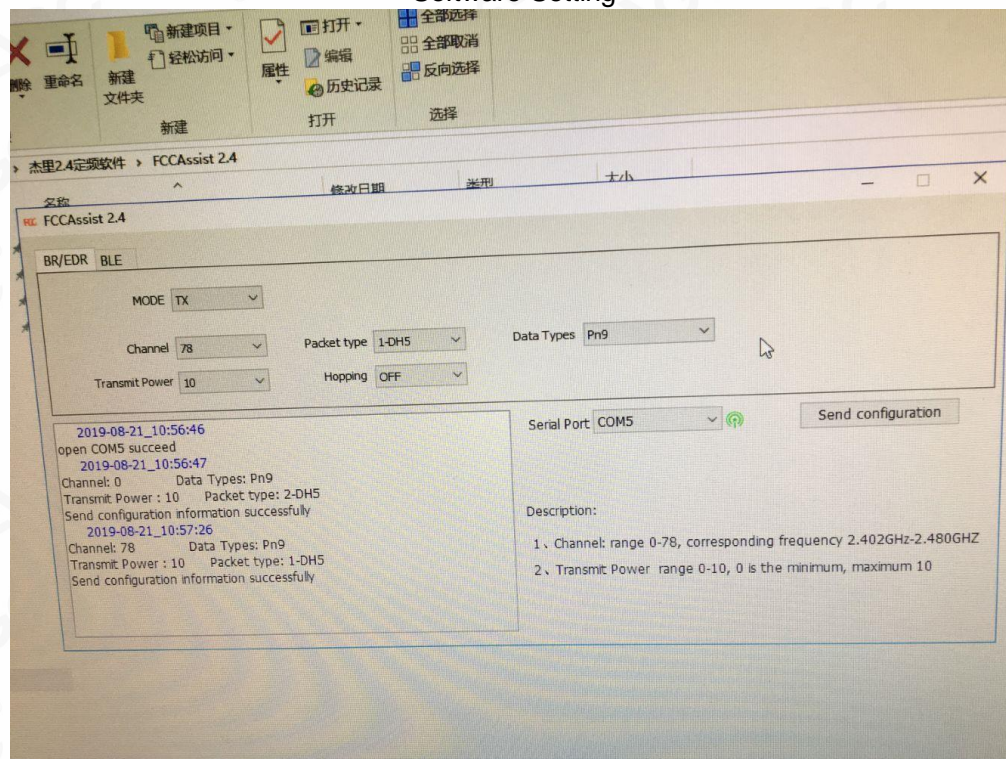 Software Setting
重命名
新建
文件夹
新建项目
轻松访问
新建
属性
打开
编辑
历史记录
打开
全部选择
全部取消
反向选择
选择
杰里2.4定频软件 › FCCAssist 2.4
名称 修改日期 类型 大小
FCC FCCAssist 2.4
BR/EDR BLE
MODE TX
Channel 78 Packet type 1-DH5 Data Types Pn9
Transmit Power 10 Hopping OFF
Serial Port COM5 Send configuration
2019-08-21_10:56:46
open COM5 succeed
2019-08-21_10:56:47
Channel: 0 Data Types: Pn9
Transmit Power : 10 Packet type: 2-DH5
Send configuration information successfully
2019-08-21_10:57:26
Channel: 78 Data Types: Pn9
Transmit Power : 10 Packet type: 1-DH5
Send configuration information successfully
Description:
1、Channel: range 0-78, corresponding frequency 2.402GHz-2.480GHZ
2、Transmit Power range 0-10, 0 is the minimum, maximum 10